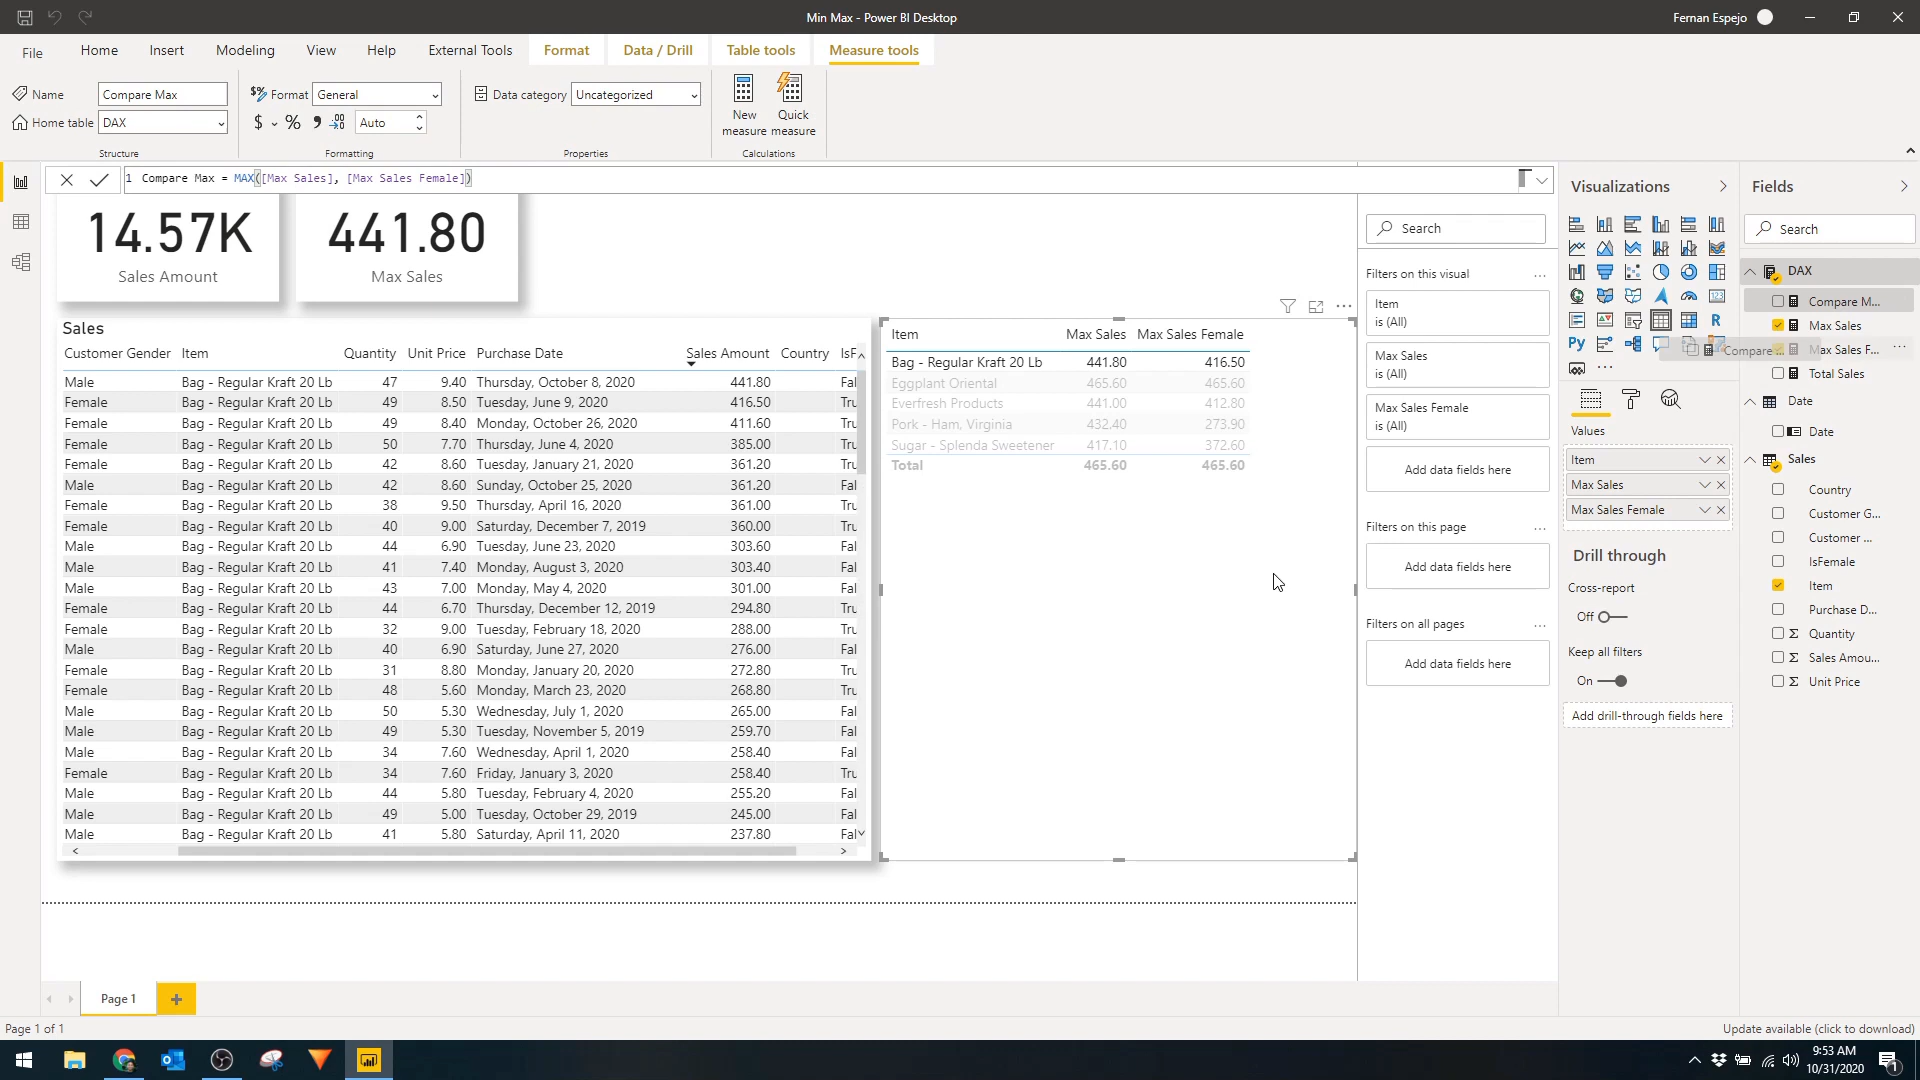 Min Max - Power BI Desktop
Fernan Espejo
File
Home
Insert
Modeling
View
Help
External Tools
Format
Data / Drill
Table tools
Measure tools
Name
Compare Max
Home table
DAX
Structure
Format
General
$
%
Auto
Formatting
Data category
Uncategorized
Properties
New measure
Quick measure
Calculations
1 Compare Max = MAX([Max Sales], [Max Sales Female])
14.57K
Sales Amount
441.80
Max Sales
Sales
Customer Gender Item Quantity Unit Price Purchase Date Sales Amount Country IsF
Male Bag - Regular Kraft 20 Lb 47 9.40 Thursday, October 8, 2020 441.80 Fal
Female Bag - Regular Kraft 20 Lb 49 8.50 Tuesday, June 9, 2020 416.50 Tru
Female Bag - Regular Kraft 20 Lb 49 8.40 Monday, October 26, 2020 411.60 Tru
Female Bag - Regular Kraft 20 Lb 50 7.70 Thursday, June 4, 2020 385.00 Tru
Female Bag - Regular Kraft 20 Lb 42 8.60 Tuesday, January 21, 2020 361.20 Tru
Male Bag - Regular Kraft 20 Lb 42 8.60 Sunday, October 25, 2020 361.20 Fal
Female Bag - Regular Kraft 20 Lb 38 9.50 Thursday, April 16, 2020 361.00 Tru
Female Bag - Regular Kraft 20 Lb 40 9.00 Saturday, December 7, 2019 360.00 Tru
Male Bag - Regular Kraft 20 Lb 44 6.90 Tuesday, June 23, 2020 303.60 Fal
Male Bag - Regular Kraft 20 Lb 41 7.40 Monday, August 3, 2020 303.40 Fal
Male Bag - Regular Kraft 20 Lb 43 7.00 Monday, May 4, 2020 301.00 Fal
Female Bag - Regular Kraft 20 Lb 44 6.70 Thursday, December 12, 2019 294.80 Tru
Female Bag - Regular Kraft 20 Lb 32 9.00 Tuesday, February 18, 2020 288.00 Tru
Male Bag - Regular Kraft 20 Lb 40 6.90 Saturday, June 27, 2020 276.00 Fal
Female Bag - Regular Kraft 20 Lb 31 8.80 Monday, January 20, 2020 272.80 Tru
Female Bag - Regular Kraft 20 Lb 48 5.60 Monday, March 23, 2020 268.80 Tru
Male Bag - Regular Kraft 20 Lb 50 5.30 Wednesday, July 1, 2020 265.00 Fal
Male Bag - Regular Kraft 20 Lb 49 5.30 Tuesday, November 5, 2019 259.70 Fal
Male Bag - Regular Kraft 20 Lb 34 7.60 Wednesday, April 1, 2020 258.40 Fal
Female Bag - Regular Kraft 20 Lb 34 7.60 Friday, January 3, 2020 258.40 Tru
Male Bag - Regular Kraft 20 Lb 44 5.80 Tuesday, February 4, 2020 255.20 Fal
Male Bag - Regular Kraft 20 Lb 49 5.00 Tuesday, October 29, 2019 245.00 Fal
Male Bag - Regular Kraft 20 Lb 41 5.80 Saturday, April 11, 2020 237.80 Fal
Item Max Sales Max Sales Female
Bag - Regular Kraft 20 Lb 441.80 416.50
Eggplant Oriental 465.60 465.60
Everfresh Products 441.00 412.80
Pork - Ham, Virginia 432.40 273.90
Sugar - Splenda Sweetener 417.10 372.60
Total 465.60 465.60
Search
Filters on this visual
...
Item
is (All)
Max Sales
is (All)
Max Sales Female
is (All)
Add data fields here
Filters on this page
...
Add data fields here
Filters on all pages
...
Add data fields here
Visualizations
R
Py
...
Values
Item
Max Sales
Max Sales Female
Drill through
Cross-report
Off
Keep all filters
On
Add drill-through fields here
Fields
Search
DAX
Compare M...
Max Sales
Compare ...
Max Sales F...
Total Sales
Date
Date
Sales
Country
Customer G...
Customer ...
IsFemale
Item
Purchase D...
Quantity
Sales Amou...
Unit Price
Page 1
Page 1 of 1
Update available (click to download)
9:53 AM
10/31/2020
1